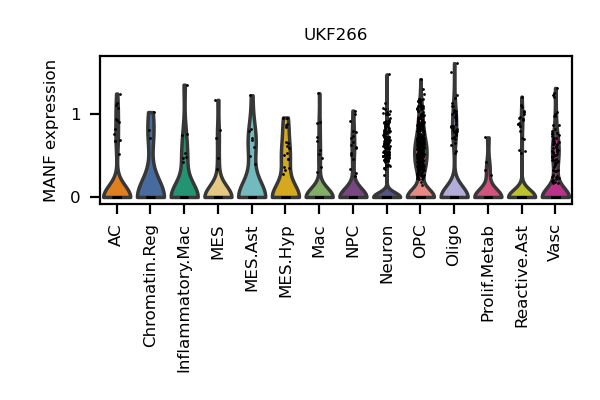 UKF266
MANF expression
1
0
AC
Chromatin.Reg
Inflammatory.Mac
MES
MES.Ast
MES.Hyp
Mac
NPC
Neuron
OPC
Oligo
Prolif.Metab
Reactive.Ast
Vasc